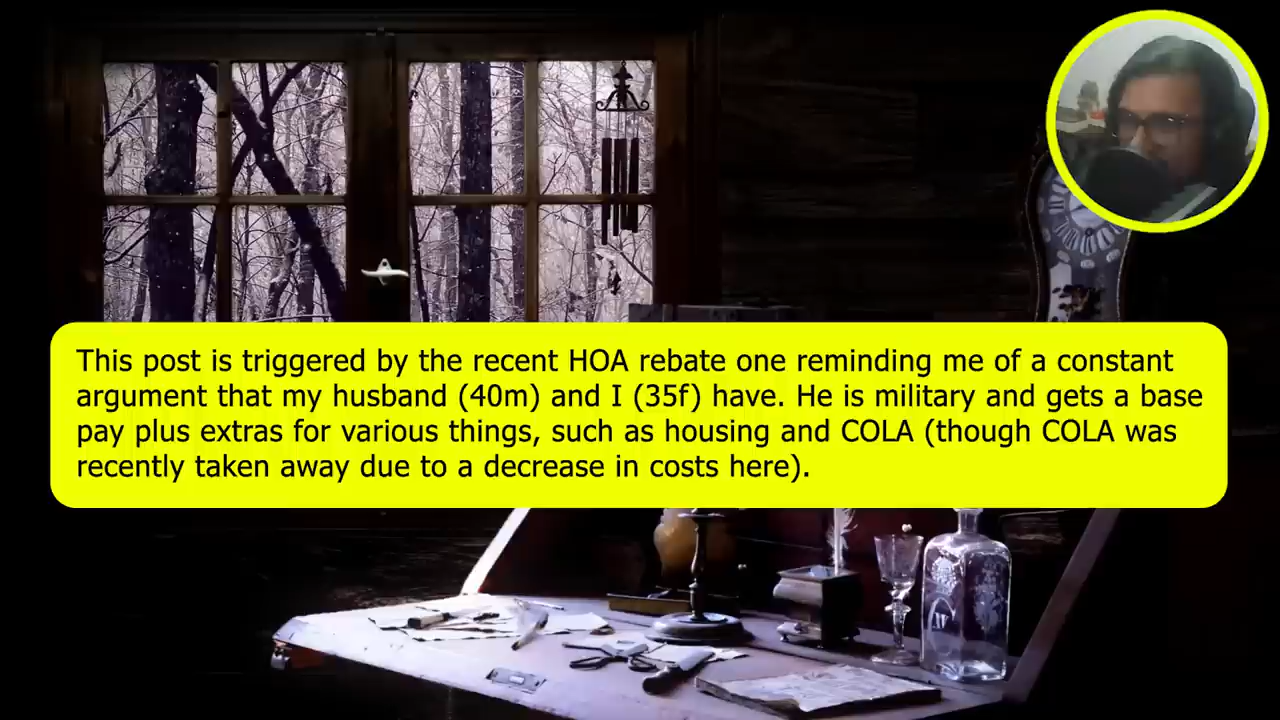 This post is triggered by the recent HOA rebate one reminding me of a constant
argument that my husband (40m) and I (35f) have. He is military and gets a base
pay plus extras for various things, such as housing and COLA (though COLA was
recently taken away due to a decrease in costs here).